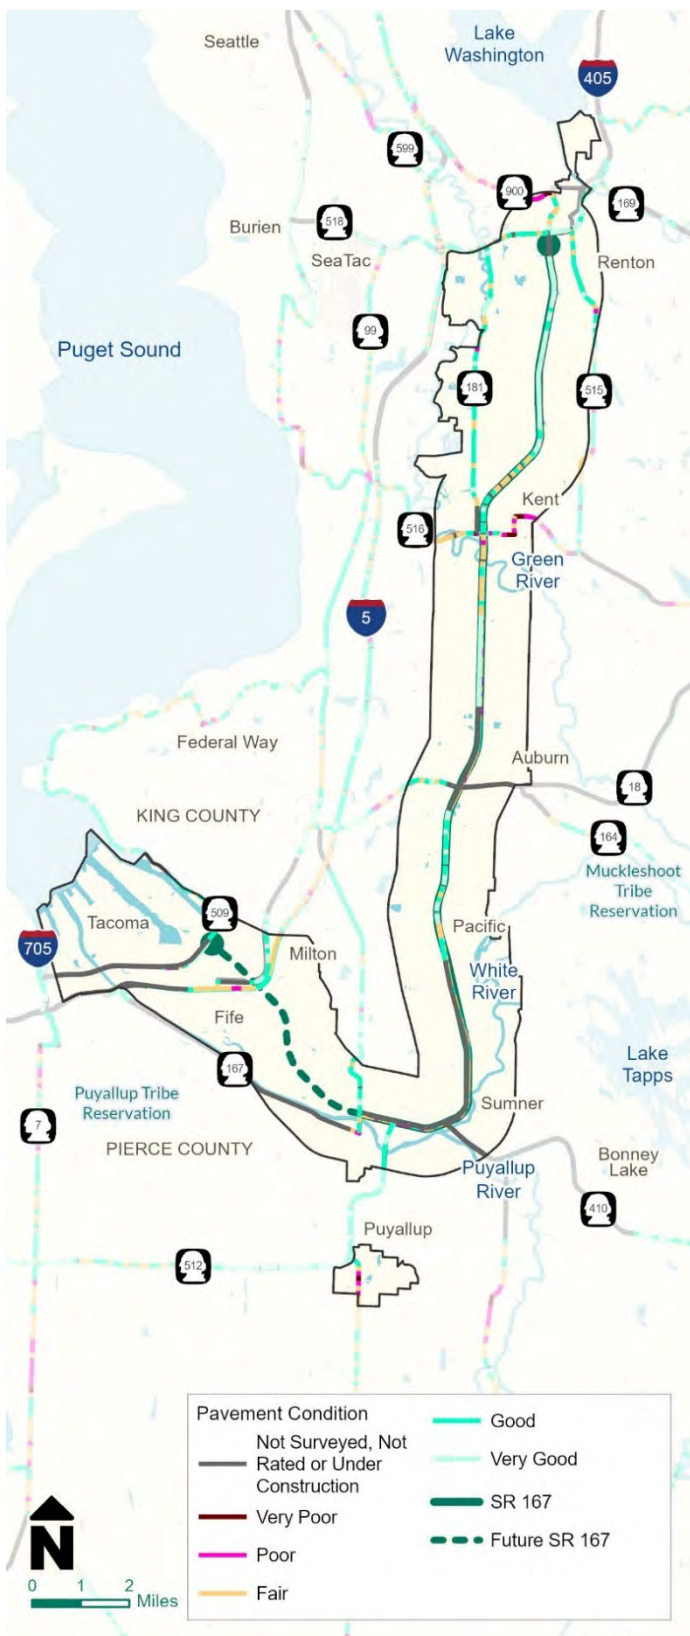 Seattle
Lake
Washington
405
599
900
169
Burien
518
SeaTac
Renton
99
Puget Sound
181
515
Kent
516
Green
River
5
Federal Way
Auburn
18
KING COUNTY
164
Muckleshoot
Tribe
Reservation
509
Tacoma
Pacific
705
Milton
White
River
Fife
Lake
Tapps
167
Puyallup Tribe
Reservation
Sumner
7
PIERCE COUNTY
Bonney
Lake
Puyallup
River
410
Puyallup
512
Pavement Condition
Not Surveyed, Not
Rated or Under
Construction
Very Poor
Poor
Fair
Good
Very Good
SR 167
Future SR 167
N
0 1 2
Miles